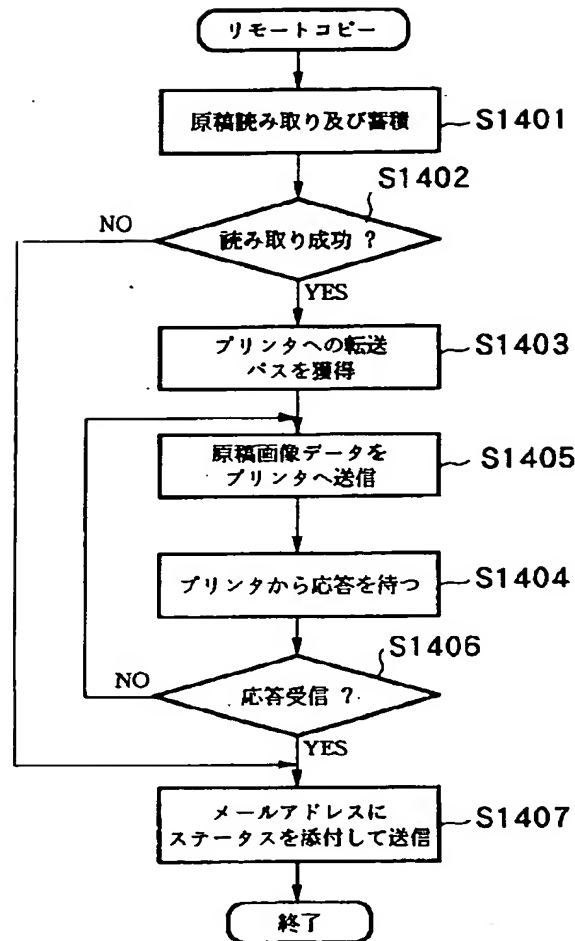 リモートコピー
原稿読み取り及び蓄積
S1401
S1402
NO
読み取り成功 ?
YES
プリンタへの転送
パスを獲得
S1403
原稿画像データを
プリンタへ送信
S1405
プリンタから応答を待つ
S1404
S1406
NO
応答受信 ?
YES
メールアドレスに
ステータスを添付して送信
S1407
終了